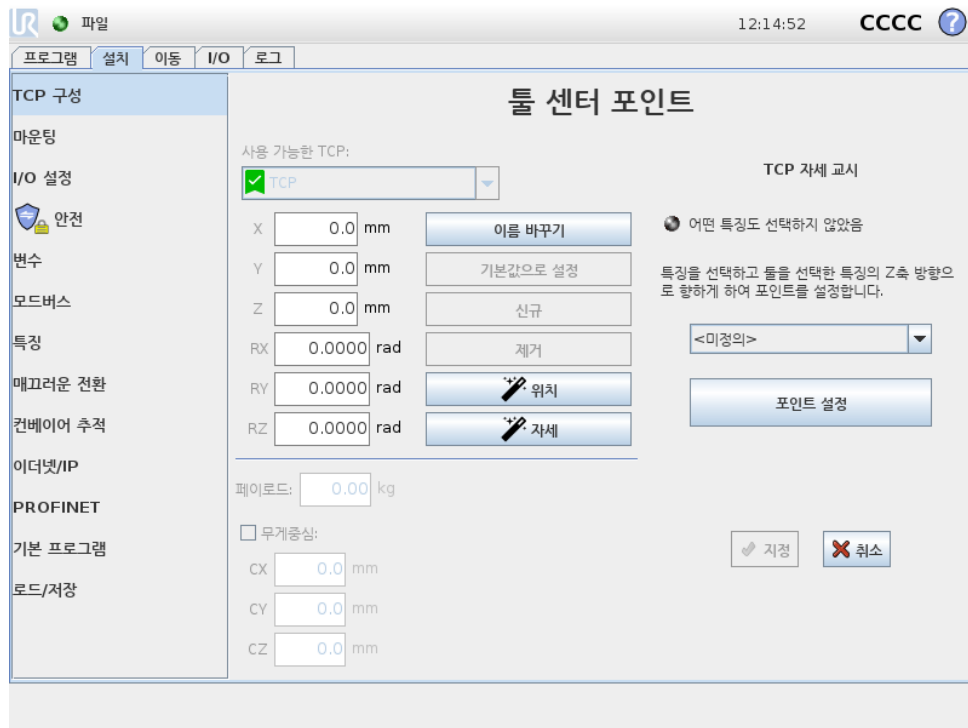 UR 파일 12:14:52 CCCC ?
프로그램 설치 이동 I/O 로그
TCP 구성
마운팅
I/O 설정
안전
변수
모드버스
특징
매끄러운 전환
컨베이어 추적
이더넷/IP
PROFINET
기본 프로그램
로드/저장
툴 센터 포인트
사용 가능한 TCP:
TCP
X 0.0 mm
Y 0.0 mm
Z 0.0 mm
RX 0.0000 rad
RY 0.0000 rad
RZ 0.0000 rad
이름 바꾸기
기본값으로 설정
신규
제거
위치
자세
페이로드: 0.00 kg
무게중심:
CX 0.0 mm
CY 0.0 mm
CZ 0.0 mm
TCP 자세 교시
어떤 특징도 선택하지 않았음
특징을 선택하고 툴을 선택한 특징의 Z축 방향으
로 향하게 하여 포인트를 설정합니다.
<미정의>
포인트 설정
지정 취소